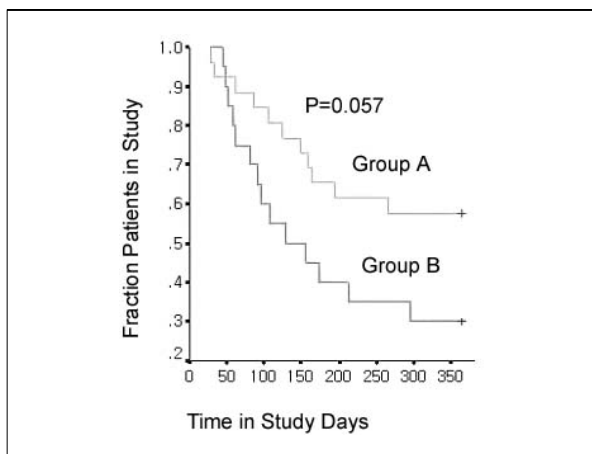 1.0
.9
.8
.7
.6
.5
.4
.3
.2
0 50 100 150 200 250 300 350
Fraction Patients in Study
P=0.057
Group A
Group B
Time in Study Days